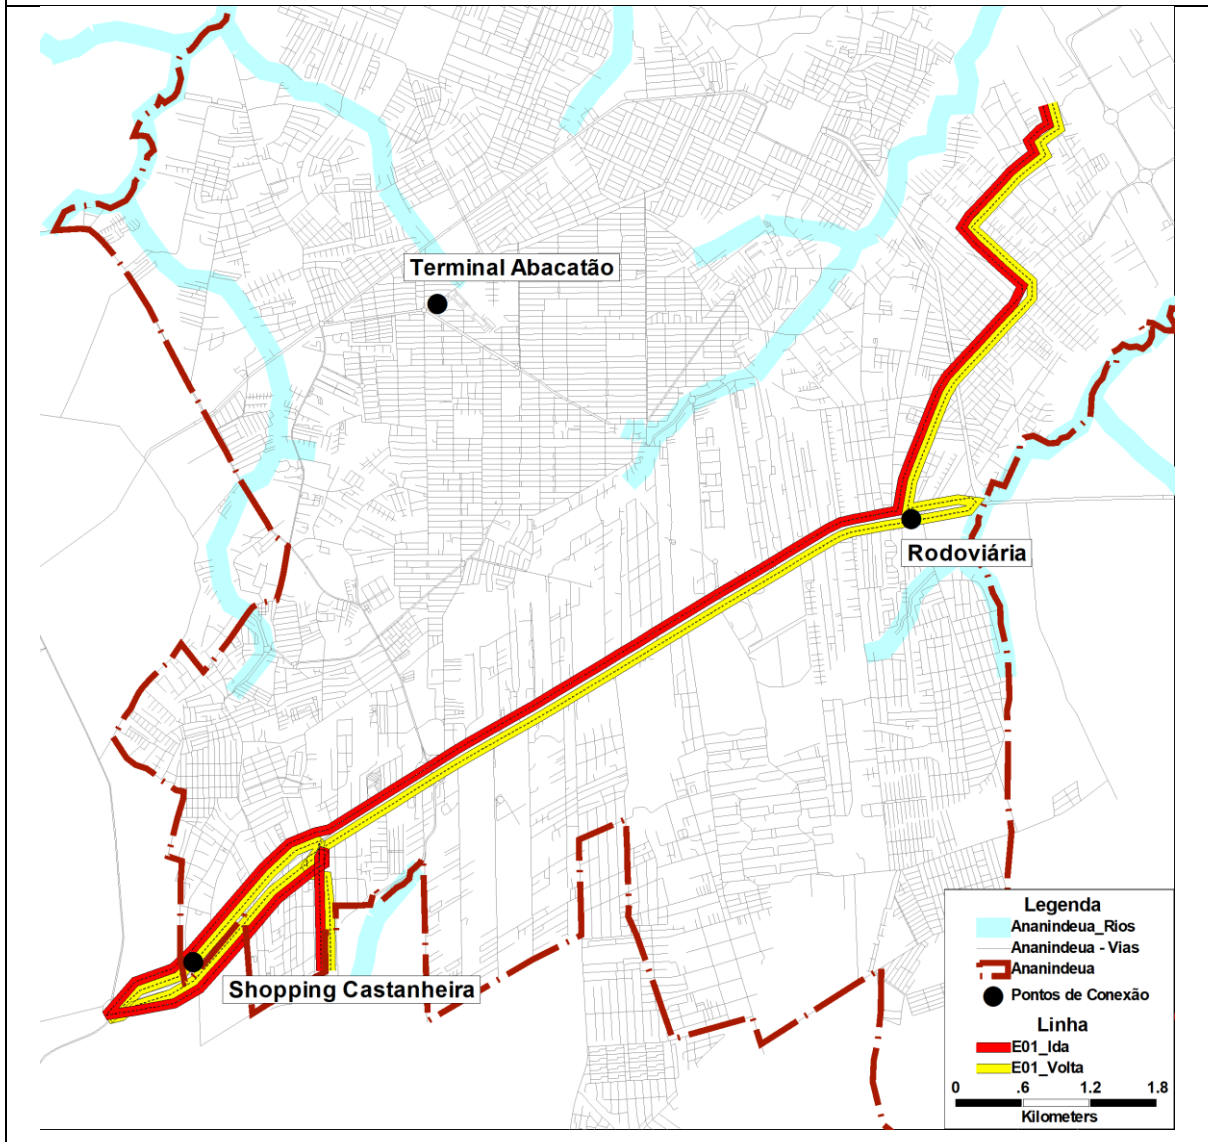 Terminal Abacatão
Rodoviária
Shopping Castanheira
Legenda
Ananindeua_Rios
Ananindeua - Vias
Ananindeua
Pontos de Conexão
Linha
E01_Ida
E01_Volta
0 .6 1.2 1.8
Kilometers